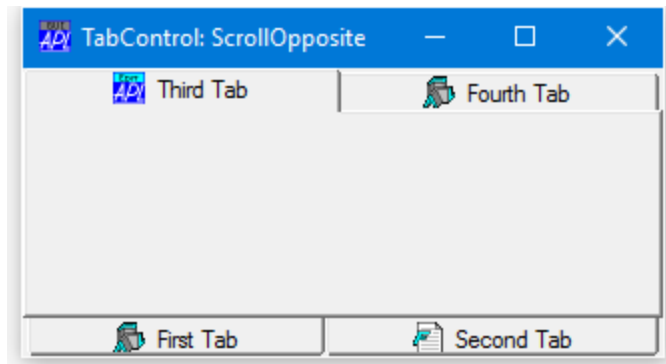 TabControl: ScrollOpposite
Third Tab
Fourth Tab
First Tab
Second Tab